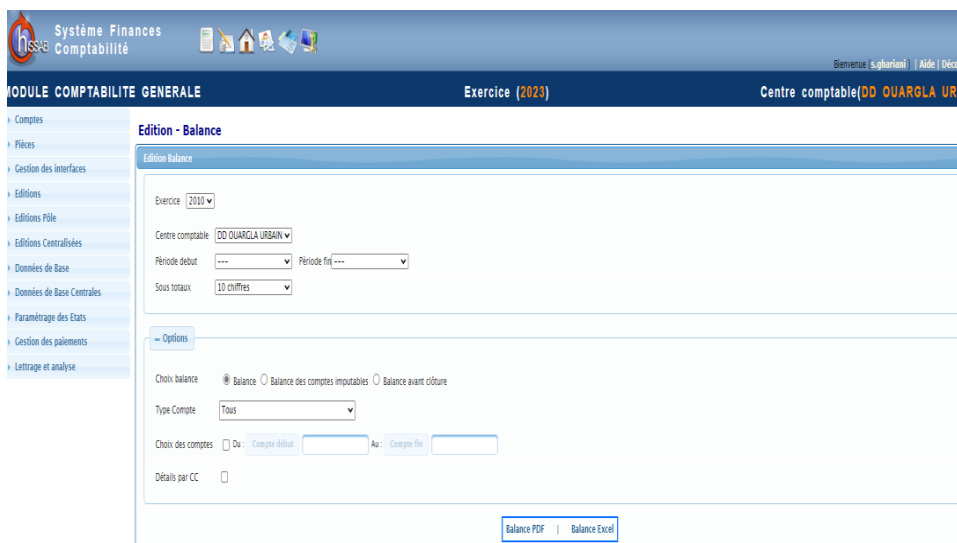 hissab Système Finances
Comptabilité
Bienvenue (s.ghariani ) | Aide | Déco
MODULE COMPTABILITE GENERALE Exercice (2023) Centre comptable(DD OUARGLA UR
Comptes
Pièces
Gestion des interfaces
Editions
Editions Pôle
Editions Centralisées
Données de Base
Données de Base Centrales
Paramétrage des Etats
Gestion des paiements
Lettrage et analyse
Edition - Balance
Edition Balance
Exercice 2010
Centre comptable DD OUARGLA URBAIN
Période debut --- Période fin ---
Sous totaux 10 chiffres
Options
Choix balance Balance Balance des comptes imputables Balance avant clôture
Type Compte Tous
Choix des comptes Du : Compte début Au : Compte fin
Détails par CC
Balance PDF | Balance Excel